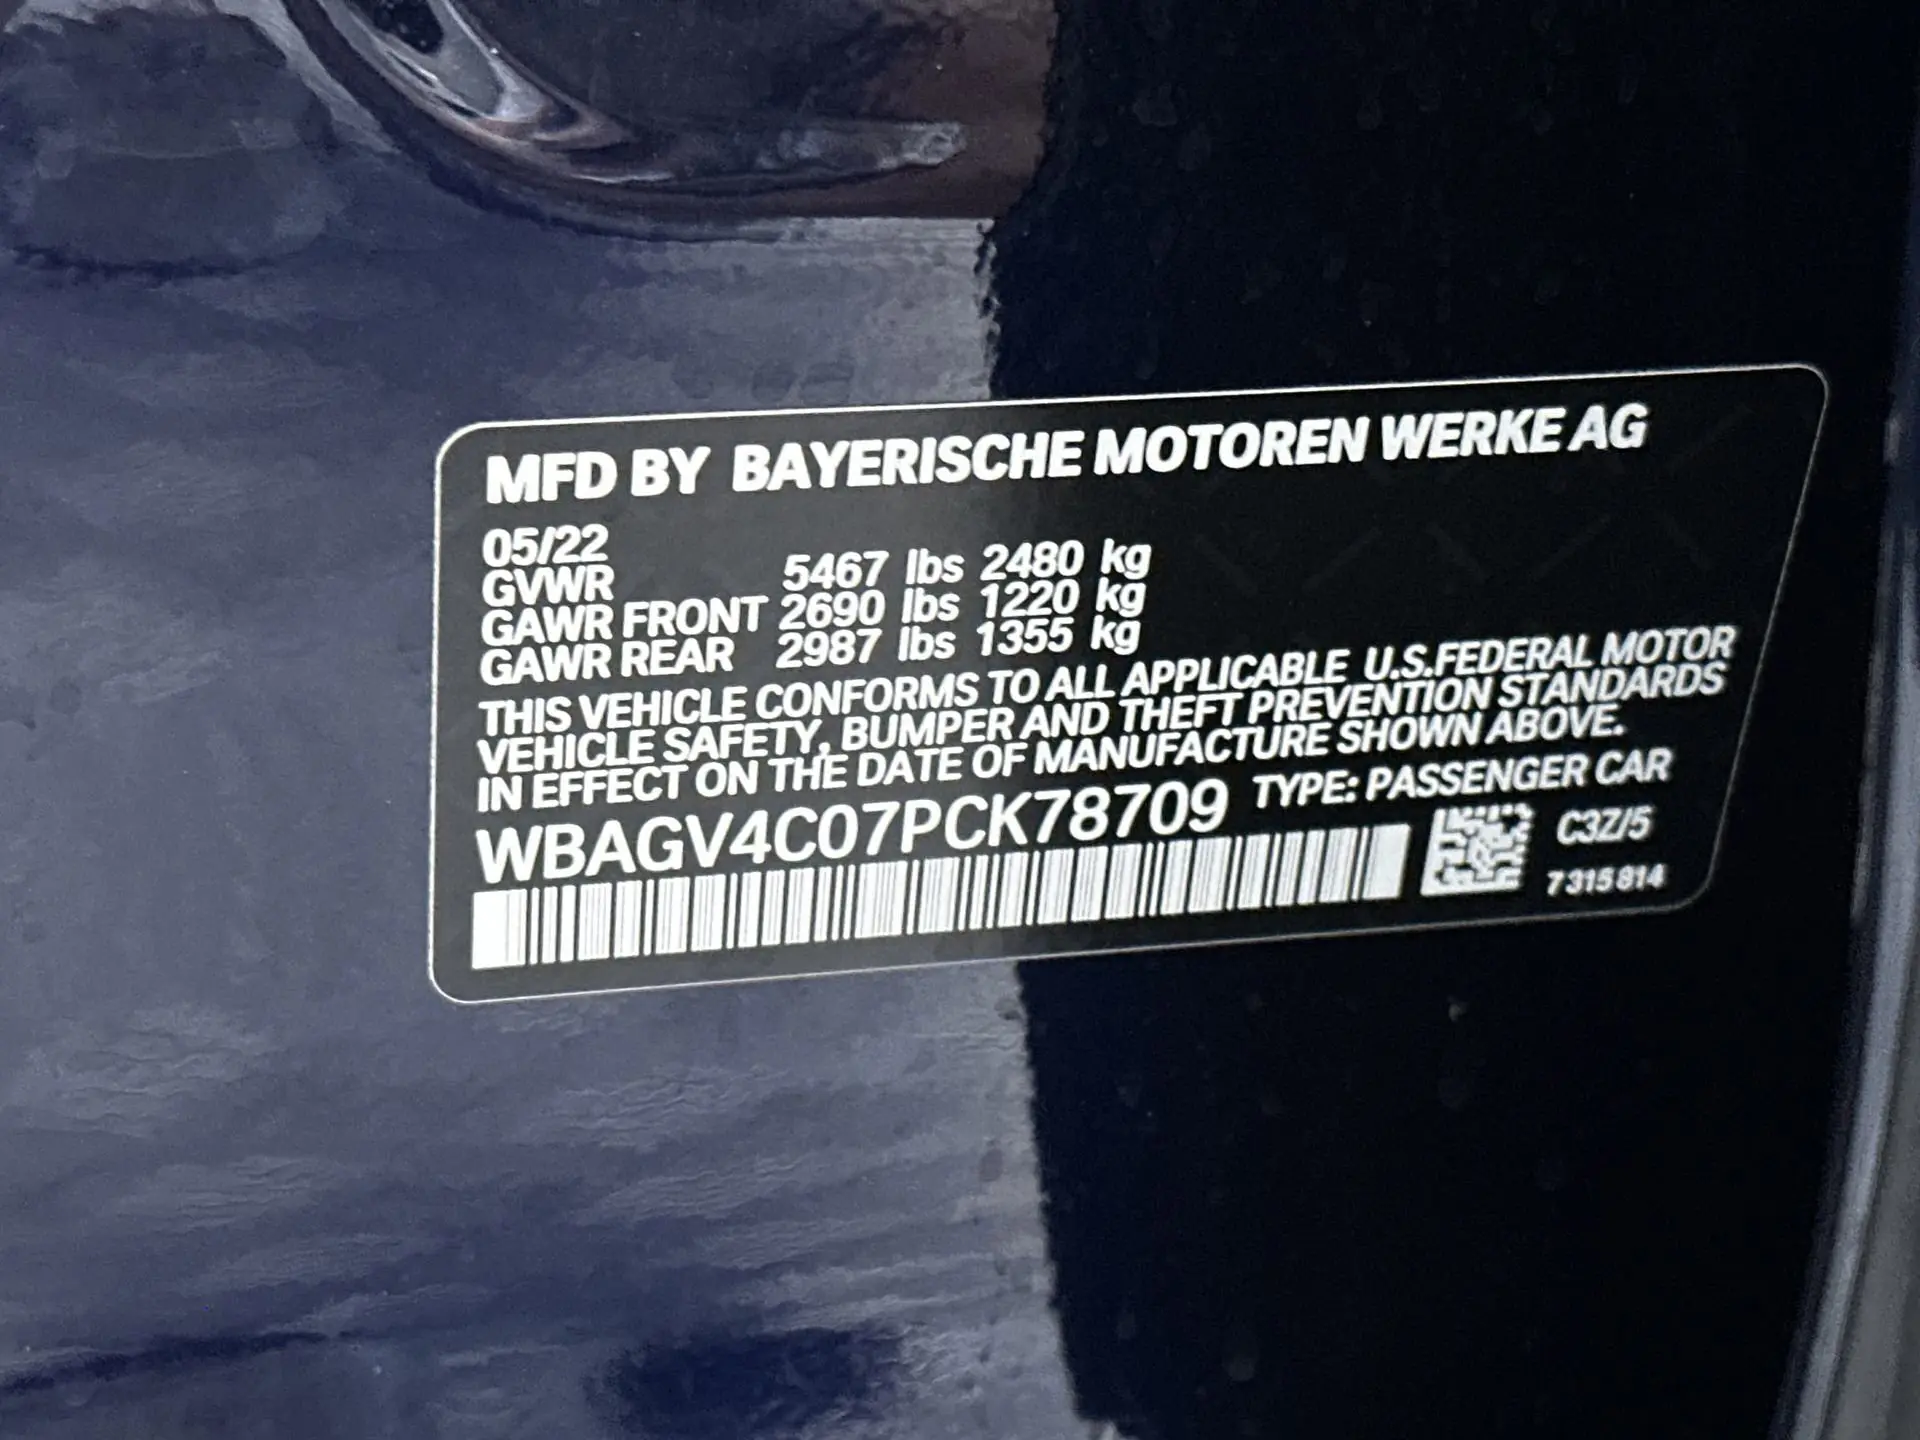 MFD BY BAYERISCHE MOTOREN WERKE AG
05/22
GVWR 5467 lbs 2480 kg
GAWR FRONT 2690 lbs 1220 kg
GAWR REAR 2987 lbs 1355 kg
THIS VEHICLE CONFORMS TO ALL APPLICABLE U.S.FEDERAL MOTOR
VEHICLE SAFETY, BUMPER AND THEFT PREVENTION STANDARDS
IN EFFECT ON THE DATE OF MANUFACTURE SHOWN ABOVE.
WBAGV4C07PCK78709 TYPE: PASSENGER CAR
C3Z/5
7315814